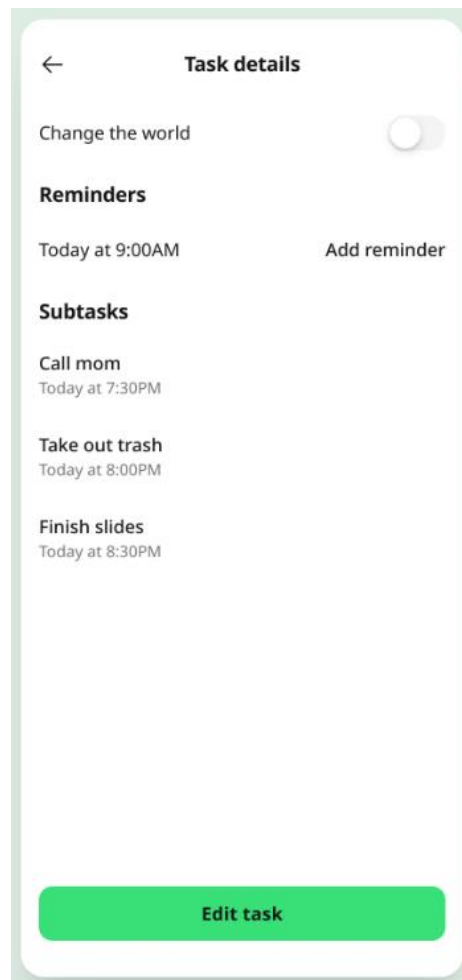 Task details
Change the world
Reminders
Today at 9:00AM
Add reminder
Subtasks
Call mom
Today at 7:30PM
Take out trash
Today at 8:00PM
Finish slides
Today at 8:30PM
Edit task